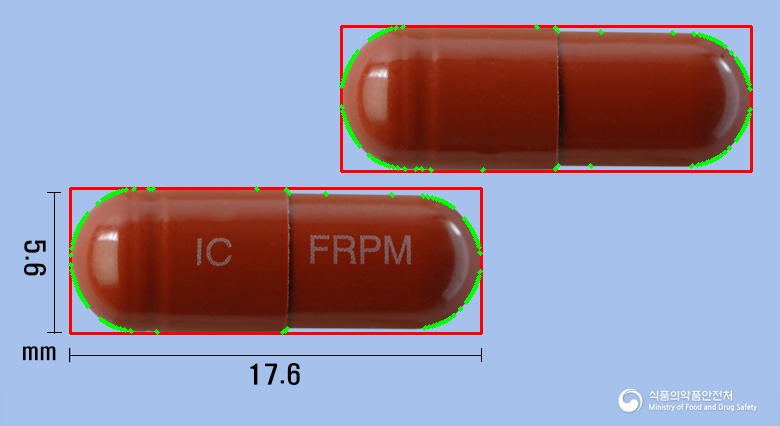 IC FRPM
5.6
mm
17.6
식품의약품안전처
Ministry of Food and Drug Safety